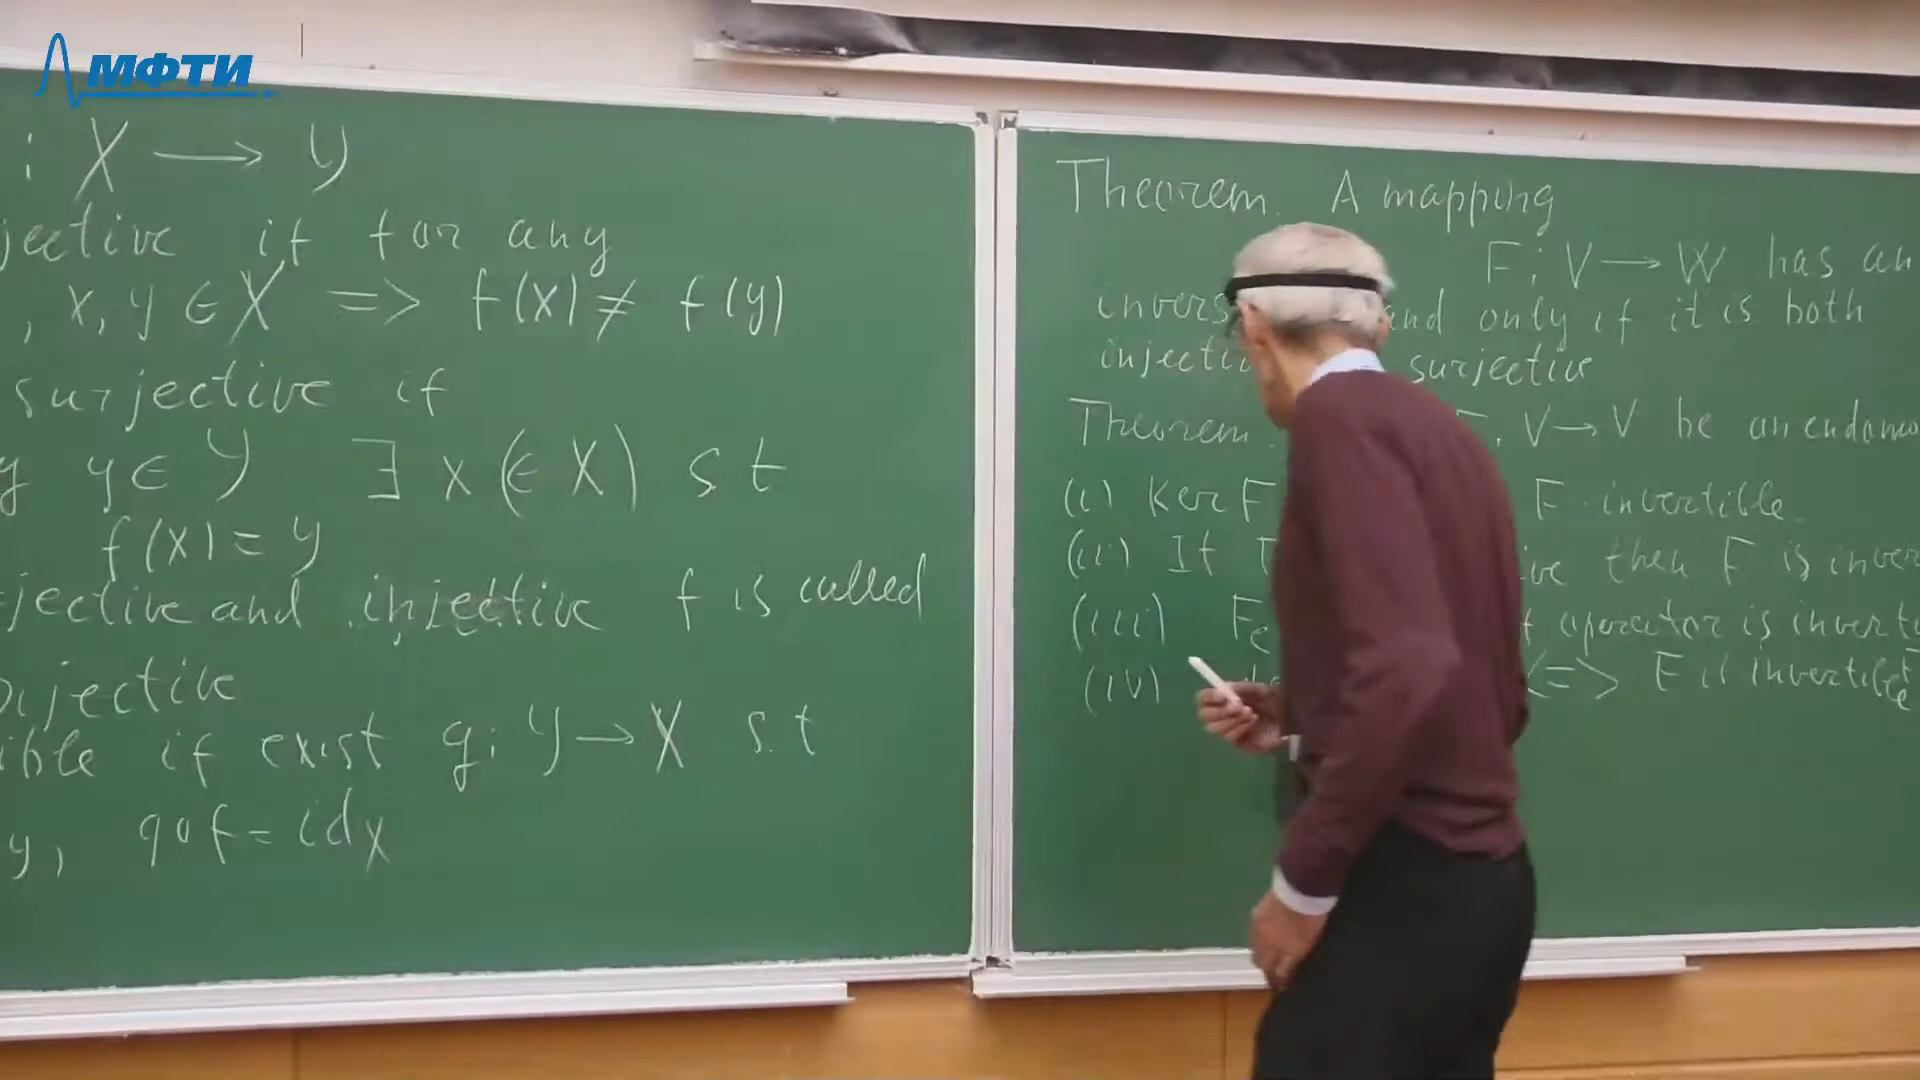 МФТИ
: X → Y
jective if for any
, x, y ∈ X => f(x) ≠ f(y)
surjective if
y y ∈ Y ∃ x (∈ X) s t
f(x) = y
jective and injective f is called
bijective
ible if exist g: Y → X s.t
y, g o f = id x
Theorem. A mapping
F: V → W has an
invers and only if it is both
injectiv surjective
Theorem. V → V be an endomo
(i) Ker F F invertible.
(ii) If ive then F is inver
(iii) F operator is inverti
(iv) <=> F is invertible